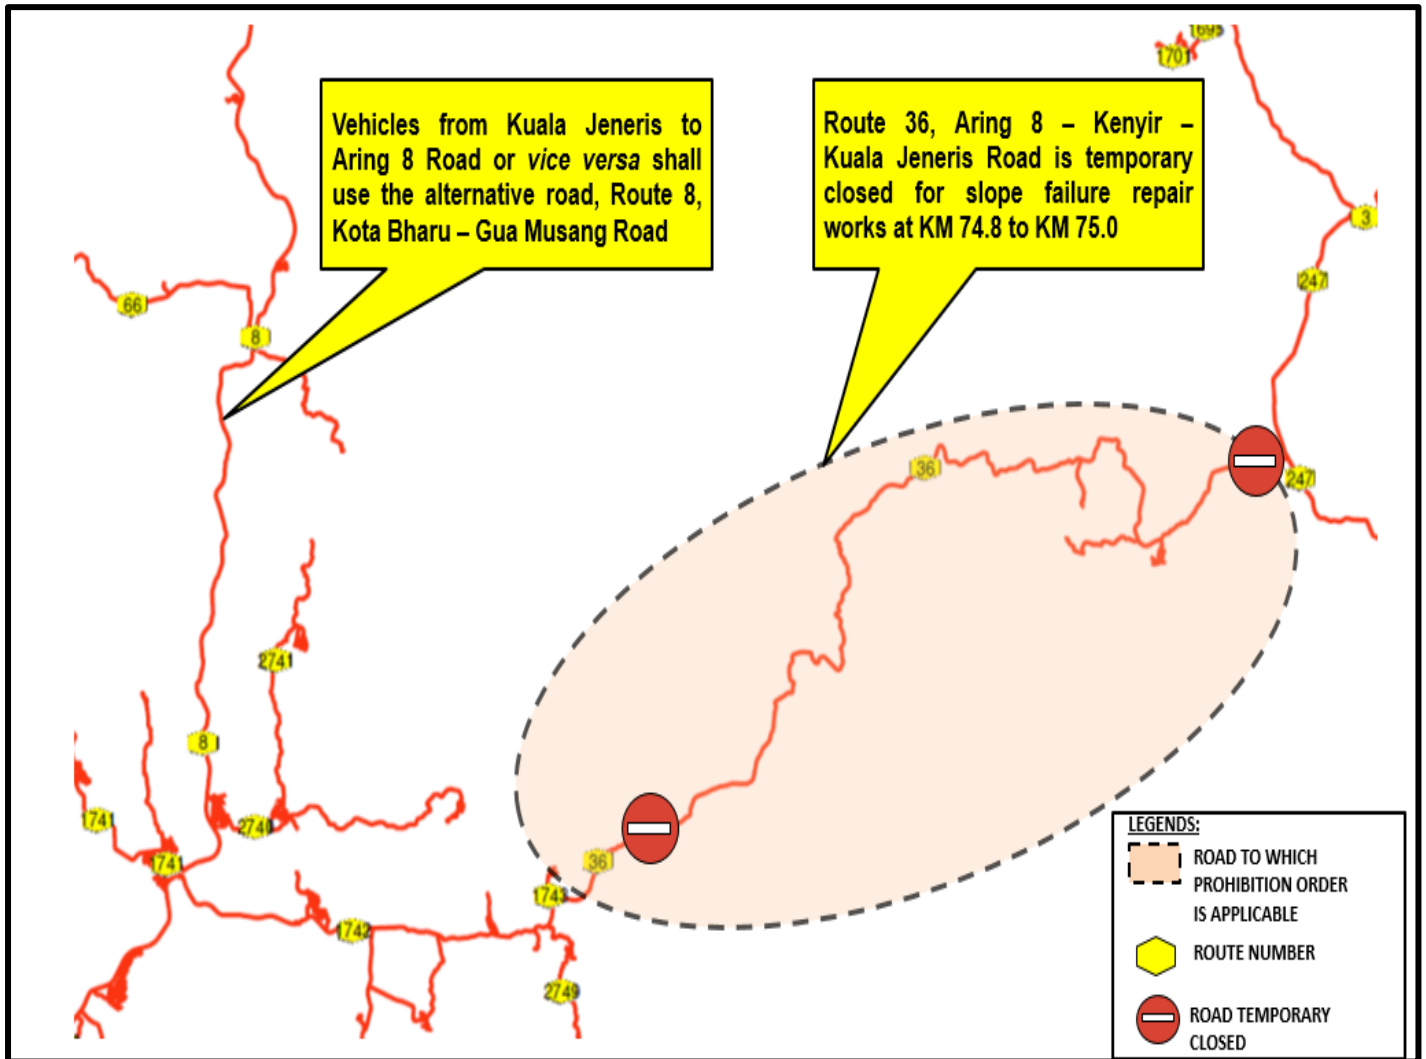 1695
1701
Vehicles from Kuala Jeneris to
Aring 8 Road or vice versa shall
use the alternative road, Route 8,
Kota Bharu – Gua Musang Road
Route 36, Aring 8 – Kenyir –
Kuala Jeneris Road is temporary
closed for slope failure repair
works at KM 74.8 to KM 75.0
3
247
66
8
36
247
2741
8
1741
2740
1741
36
1743
1742
2749
LEGENDS:
ROAD TO WHICH
PROHIBITION ORDER
IS APPLICABLE
ROUTE NUMBER
ROAD TEMPORARY
CLOSED